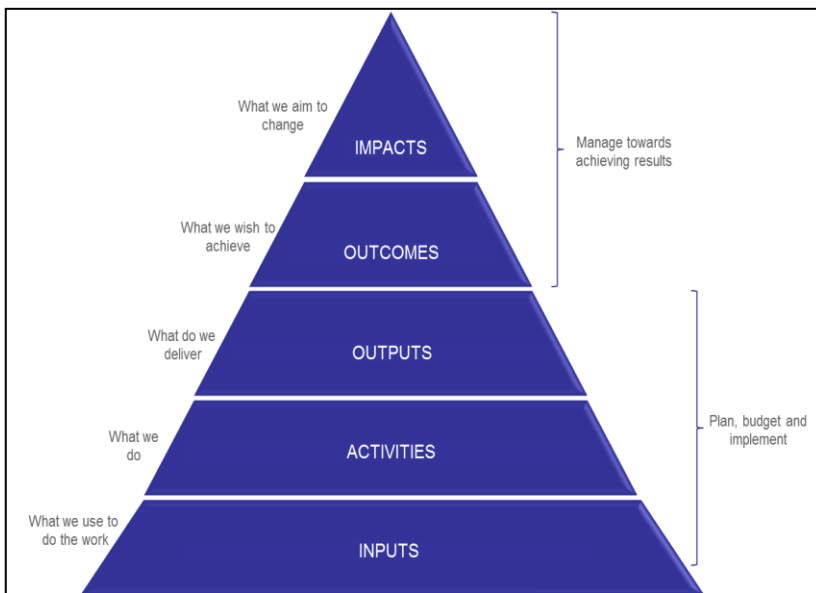 What we aim to
change
IMPACTS
Manage towards
achieving results
What we wish to
achieve
OUTCOMES
What do we
deliver
OUTPUTS
What we
do
ACTIVITIES
Plan, budget and
implement
What we use to
do the work
INPUTS